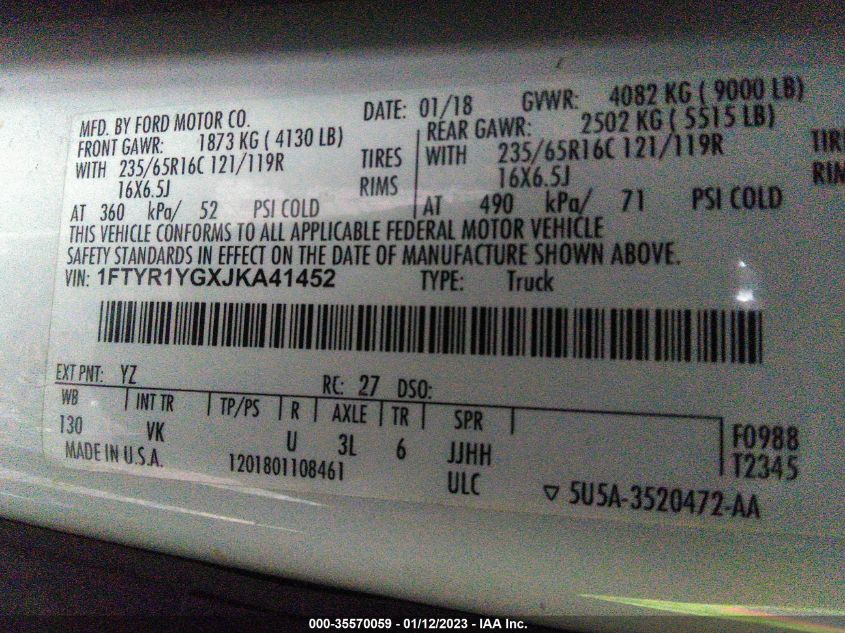 MFD. BY FORD MOTOR CO. DATE: 01/18 GVWR: 4082 KG ( 9000 LB)
FRONT GAWR: 1873 KG ( 4130 LB) REAR GAWR: 2502 KG ( 5515 LB)
WITH 235/65R16C 121/119R TIRES WITH 235/65R16C 121/119R TIRE
16X6.5J RIMS 16X6.5J RIM
AT 360 kPa/ 52 PSI COLD AT 490 kPa/ 71 PSI COLD
THIS VEHICLE CONFORMS TO ALL APPLICABLE FEDERAL MOTOR VEHICLE
SAFETY STANDARDS IN EFFECT ON THE DATE OF MANUFACTURE SHOWN ABOVE.
VIN: 1FTYR1YGXJKA41452 TYPE: Truck
EXT PNT: YZ RC: 27 DSO:
WB INT TR TP/PS R AXLE TR SPR
130 VK U 3L 6 JJHH F0988
MADE IN U.S.A. 1201801108461 ULC T2345
▽ 5U5A-3520472-AA
000-35570059 - 01/12/2023 - IAA Inc.